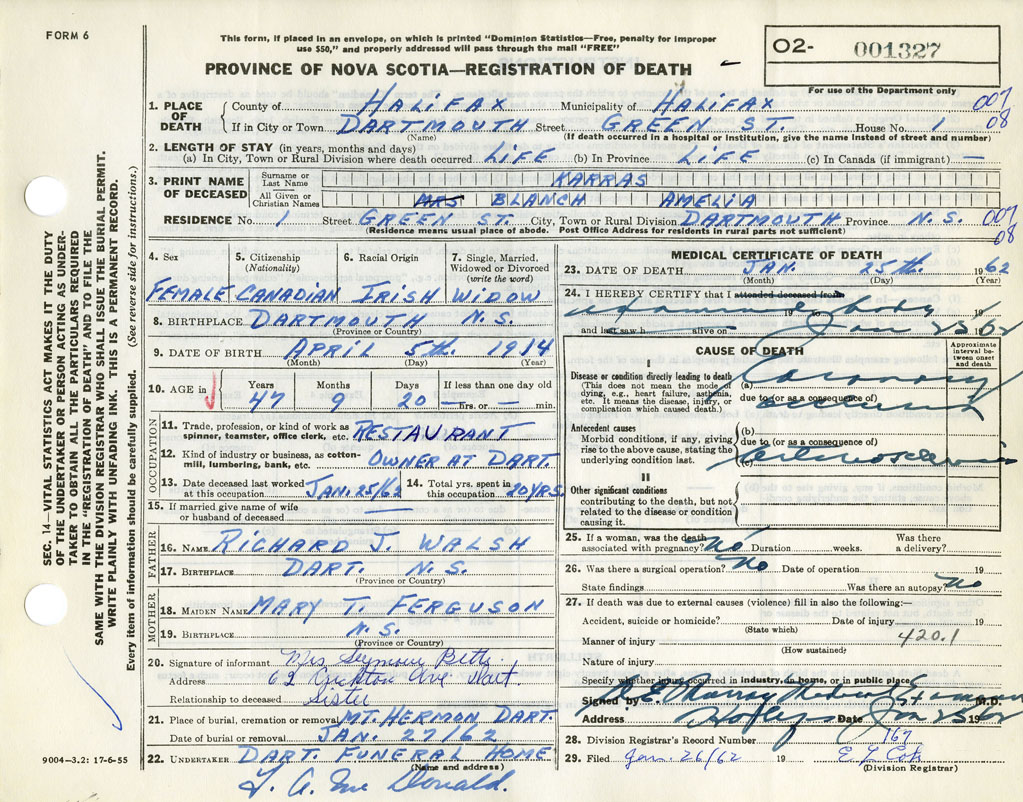 FORM 6
This form, if placed in an envelope, on which is printed "Dominion Statistics—Free, penalty for improper
use $50," and properly addressed will pass through the mail "FREE"
PROVINCE OF NOVA SCOTIA—REGISTRATION OF DEATH
O2- 001327
For use of the Department only
SEC. 14—VITAL STATISTICS ACT MAKES IT THE DUTY
OF THE UNDERTAKER OR PERSON ACTING AS UNDER-
TAKER TO OBTAIN ALL THE PARTICULARS REQUIRED
IN THE "REGISTRATION OF DEATH" AND TO FILE THE
SAME WITH THE DIVISION REGISTRAR WHO SHALL ISSUE THE BURIAL PERMIT.
WRITE PLAINLY WITH UNFADING INK. THIS IS A PERMANENT RECORD.
Every item of information should be carefully supplied. (See reverse side for instructions.)
1. PLACE OF DEATH County of HALIFAX Municipality of HALIFAX 007
If in City or Town DARTMOUTH Street GREEN ST. House No. 1 08
(Name) (If death occurred in a hospital or institution, give the name instead of street and number)
2. LENGTH OF STAY (in years, months and days)
(a) In City, Town or Rural Division where death occurred LIFE (b) In Province LIFE (c) In Canada (if immigrant) —
3. PRINT NAME OF DECEASED Surname or Last Name KARRAS
All Given or Christian Names MRS BLANCH AMELIA
RESIDENCE No. 1 Street GREEN ST. City, Town or Rural Division DARTMOUTH Province N.S. 007
(Residence means usual place of abode. Post Office Address for residents in rural parts not sufficient) 08
4. Sex 5. Citizenship (Nationality) 6. Racial Origin 7. Single, Married, Widowed or Divorced (write the word)
FEMALE CANADIAN IRISH WIDOW
8. BIRTHPLACE DARTMOUTH N.S.
(Province or Country)
9. DATE OF BIRTH APRIL 5th. 1914
(Month) (Day) (Year)
10. AGE in Years Months Days If less than one day old
47 9 20 — hrs. or — min.
OCCUPATION
11. Trade, profession, or kind of work as spinner, teamster, office clerk, etc. RESTAURANT
12. Kind of industry or business, as cotton-mill, lumbering, bank, etc. OWNER AT DART.
13. Date deceased last worked at this occupation JAN. 25/62 14. Total yrs. spent in this occupation 20 YRS.
15. If married give name of wife or husband of deceased —
FATHER
16. NAME RICHARD J. WALSH
17. BIRTHPLACE DART. N.S.
(Province or Country)
MOTHER
18. MAIDEN NAME MARY T. FERGUSON
19. BIRTHPLACE N.S.
(Province or Country)
20. Signature of informant Mrs Seymour Betts
Address 62 Crichton Ave Dart.
Relationship to deceased Sister
21. Place of burial, cremation or removal MT. HERMON DART.
Date of burial or removal JAN. 27/62
22. UNDERTAKER DART. FUNERAL HOME
(Name and address)
9004—3.2: 17-6-55
MEDICAL CERTIFICATE OF DEATH
23. DATE OF DEATH JAN. 25th. 1962
(Month) (Day) (Year)
24. I HEREBY CERTIFY that I attended deceased from
19 to
and last saw h alive on Jan 25 62
CAUSE OF DEATH
Approximate interval between onset and death
I
Disease or condition directly leading to death (a) Coronary
(This does not mean the mode of dying, e.g., heart failure, asthenia, etc. It means the disease, injury, or complication which caused death.)
due to (or as a consequence of) occlusion
Antecedent causes (b)
Morbid conditions, if any, giving rise to the above cause, stating the underlying condition last.
due to (or as a consequence of)
(c)
II
Other significant conditions
contributing to the death, but not related to the disease or condition causing it.
25. If a woman, was the death associated with pregnancy? No Duration weeks. Was there a delivery?
26. Was there a surgical operation? No Date of operation 19
State findings Was there an autopsy? No
27. If death was due to external causes (violence) fill in also the following:—
Accident, suicide or homicide? Date of injury 19
(State which)
Manner of injury 420.1
(How sustained)
Nature of injury
Specify whether injury occurred in industry, in home, or in public place
Signed by Murray Medical Examiner M.D.
Address Hfx Date Jan 25 1962
28. Division Registrar's Record Number 167
29. Filed Jan. 26/62
(Division Registrar)